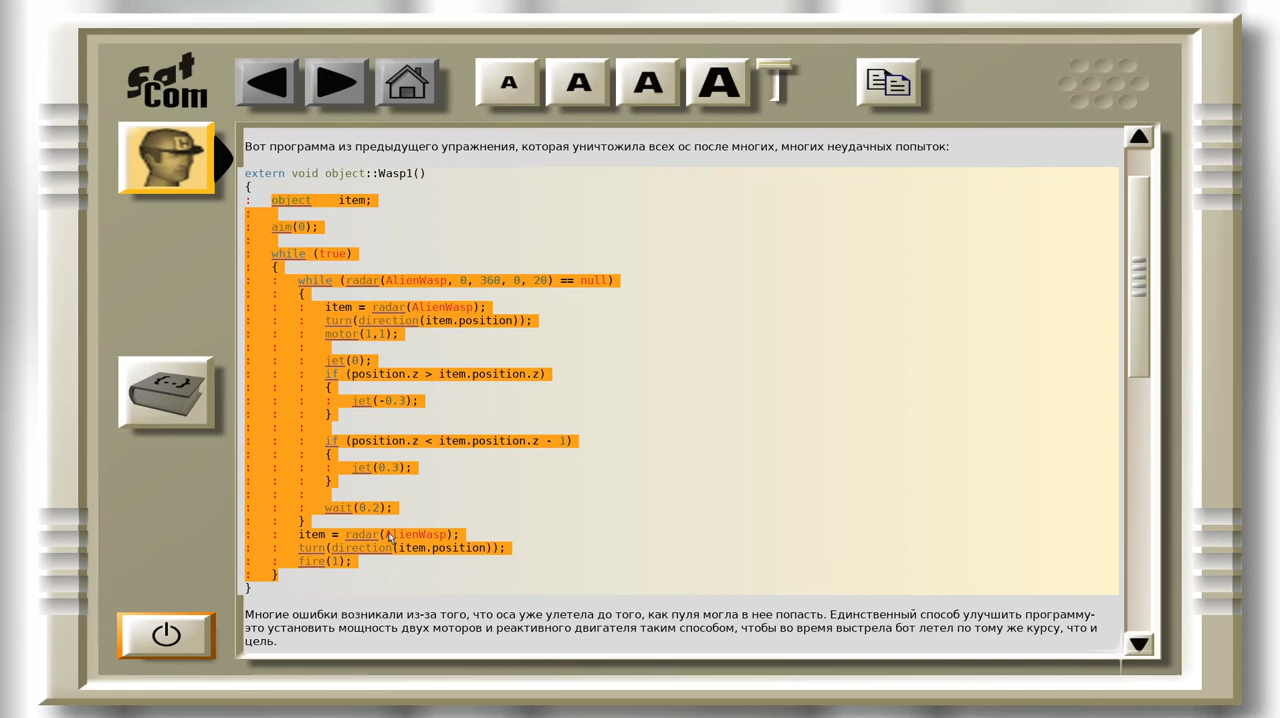 Sat
Com
A A A A
Вот программа из предыдущего упражнения, которая уничтожила всех ос после многих, многих неудачных попыток:
extern void object::Wasp1()
{
:   object    item;
:
:   aim(0);
:
:   while (true)
:   {
:   :   while (radar(AlienWasp, 0, 360, 0, 20) == null)
:   :   {
:   :   :   item = radar(AlienWasp);
:   :   :   turn(direction(item.position));
:   :   :   motor(1,1);
:   :   :
:   :   :   jet(0);
:   :   :   if (position.z > item.position.z)
:   :   :   {
:   :   :   :   jet(-0.3);
:   :   :   }
:   :   :
:   :   :   if (position.z < item.position.z - 1)
:   :   :   {
:   :   :   :   jet(0.3);
:   :   :   }
:   :   :
:   :   :   wait(0.2);
:   :   }
:   :   item = radar(AlienWasp);
:   :   turn(direction(item.position));
:   :   fire(1);
:   }
}
Многие ошибки возникали из-за того, что оса уже улетела до того, как пуля могла в нее попасть. Единственный способ улучшить программу-
это установить мощность двух моторов и реактивного двигателя таким способом, чтобы во время выстрела бот летел по тому же курсу, что и
цель.
{..}